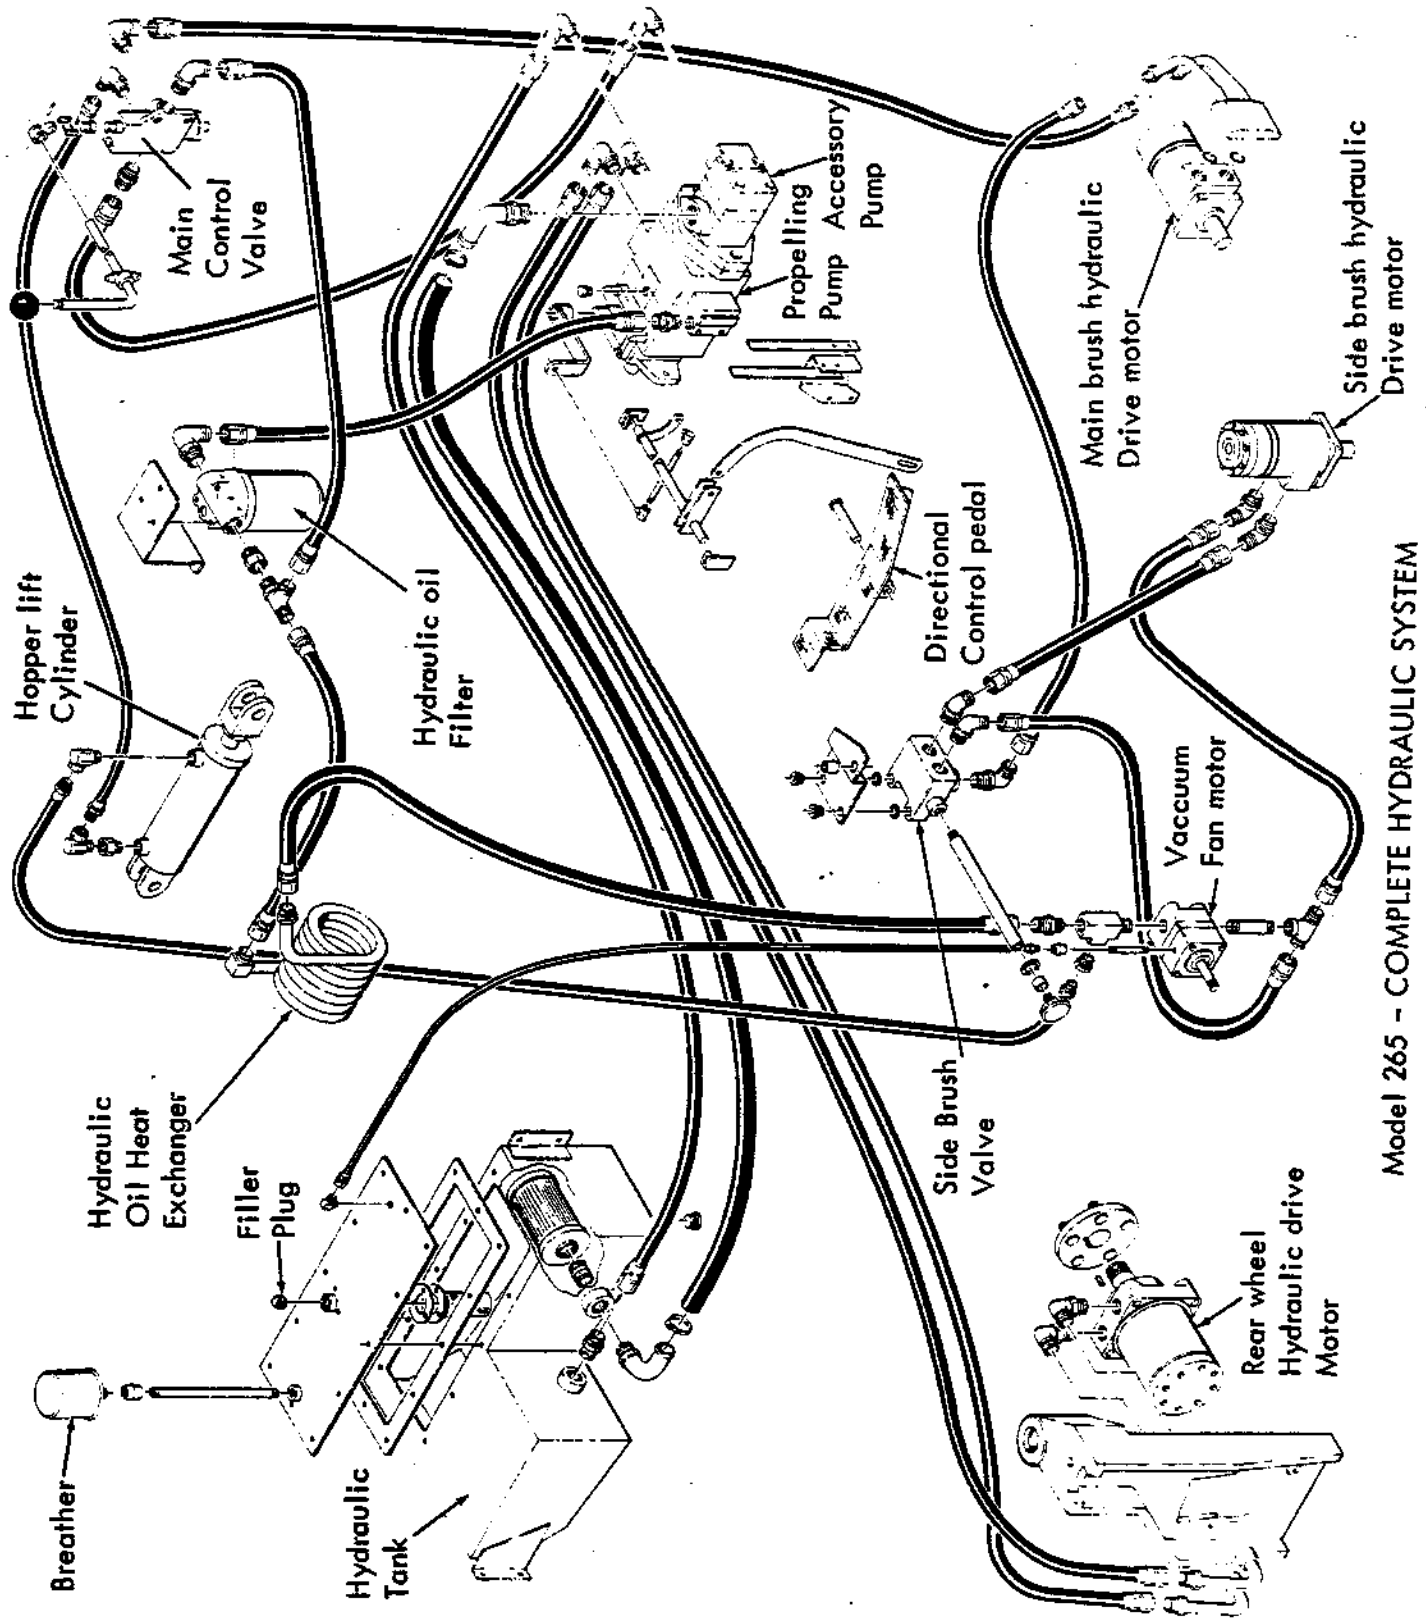 Breather
Hydraulic
Tank
Filler
Plug
Hydraulic
Oil Heat
Exchanger
Hopper lift
Cylinder
Hydraulic oil
Filter
Main
Control
Valve
Propelling
Pump
Accessory
Pump
Directional
Control pedal
Main brush hydraulic
Drive motor
Side brush hydraulic
Drive motor
Vaccuum
Fan motor
Side Brush
Valve
Rear wheel
Hydraulic drive
Motor
Model 265 - COMPLETE HYDRAULIC SYSTEM